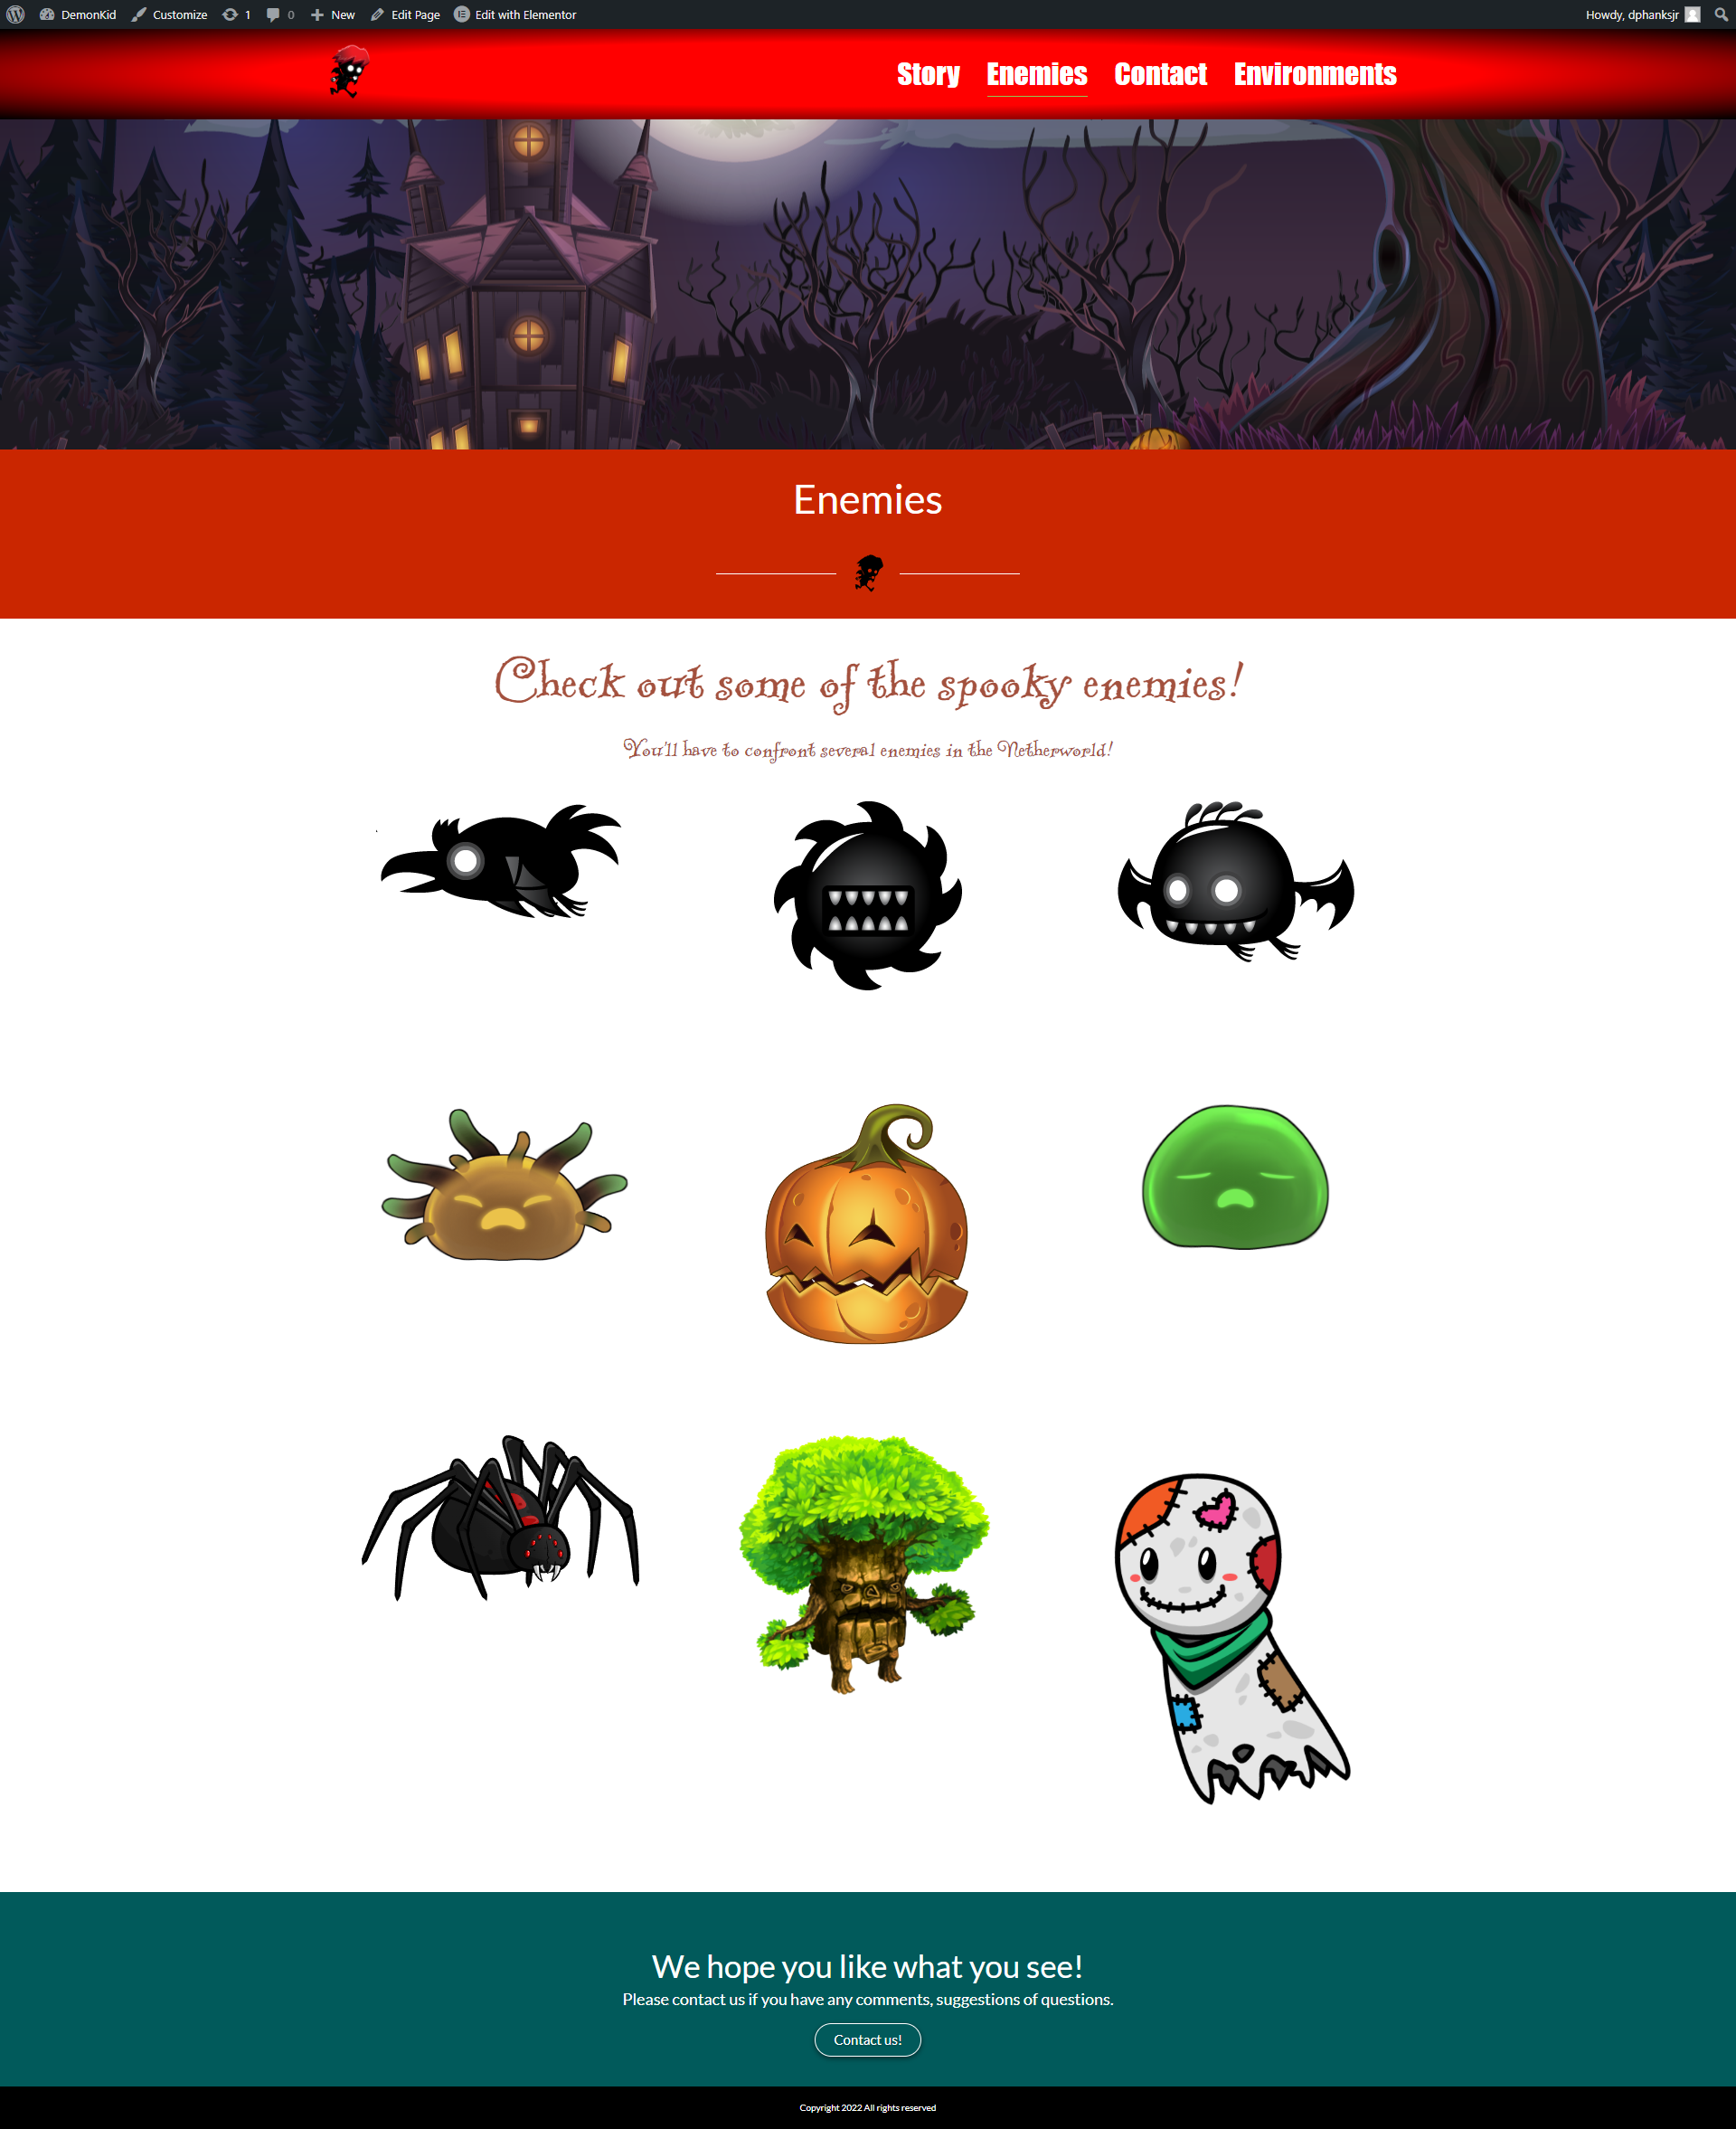 DemonKid Customize 1 0 New Edit Page Edit with Elementor Howdy, dphanksjr
Story Enemies Contact Environments
Enemies
Check out some of the spooky enemies!
You'll have to confront several enemies in the Netherworld!
We hope you like what you see!
Please contact us if you have any comments, suggestions of questions.
Contact us!
Copyright 2022 All rights reserved